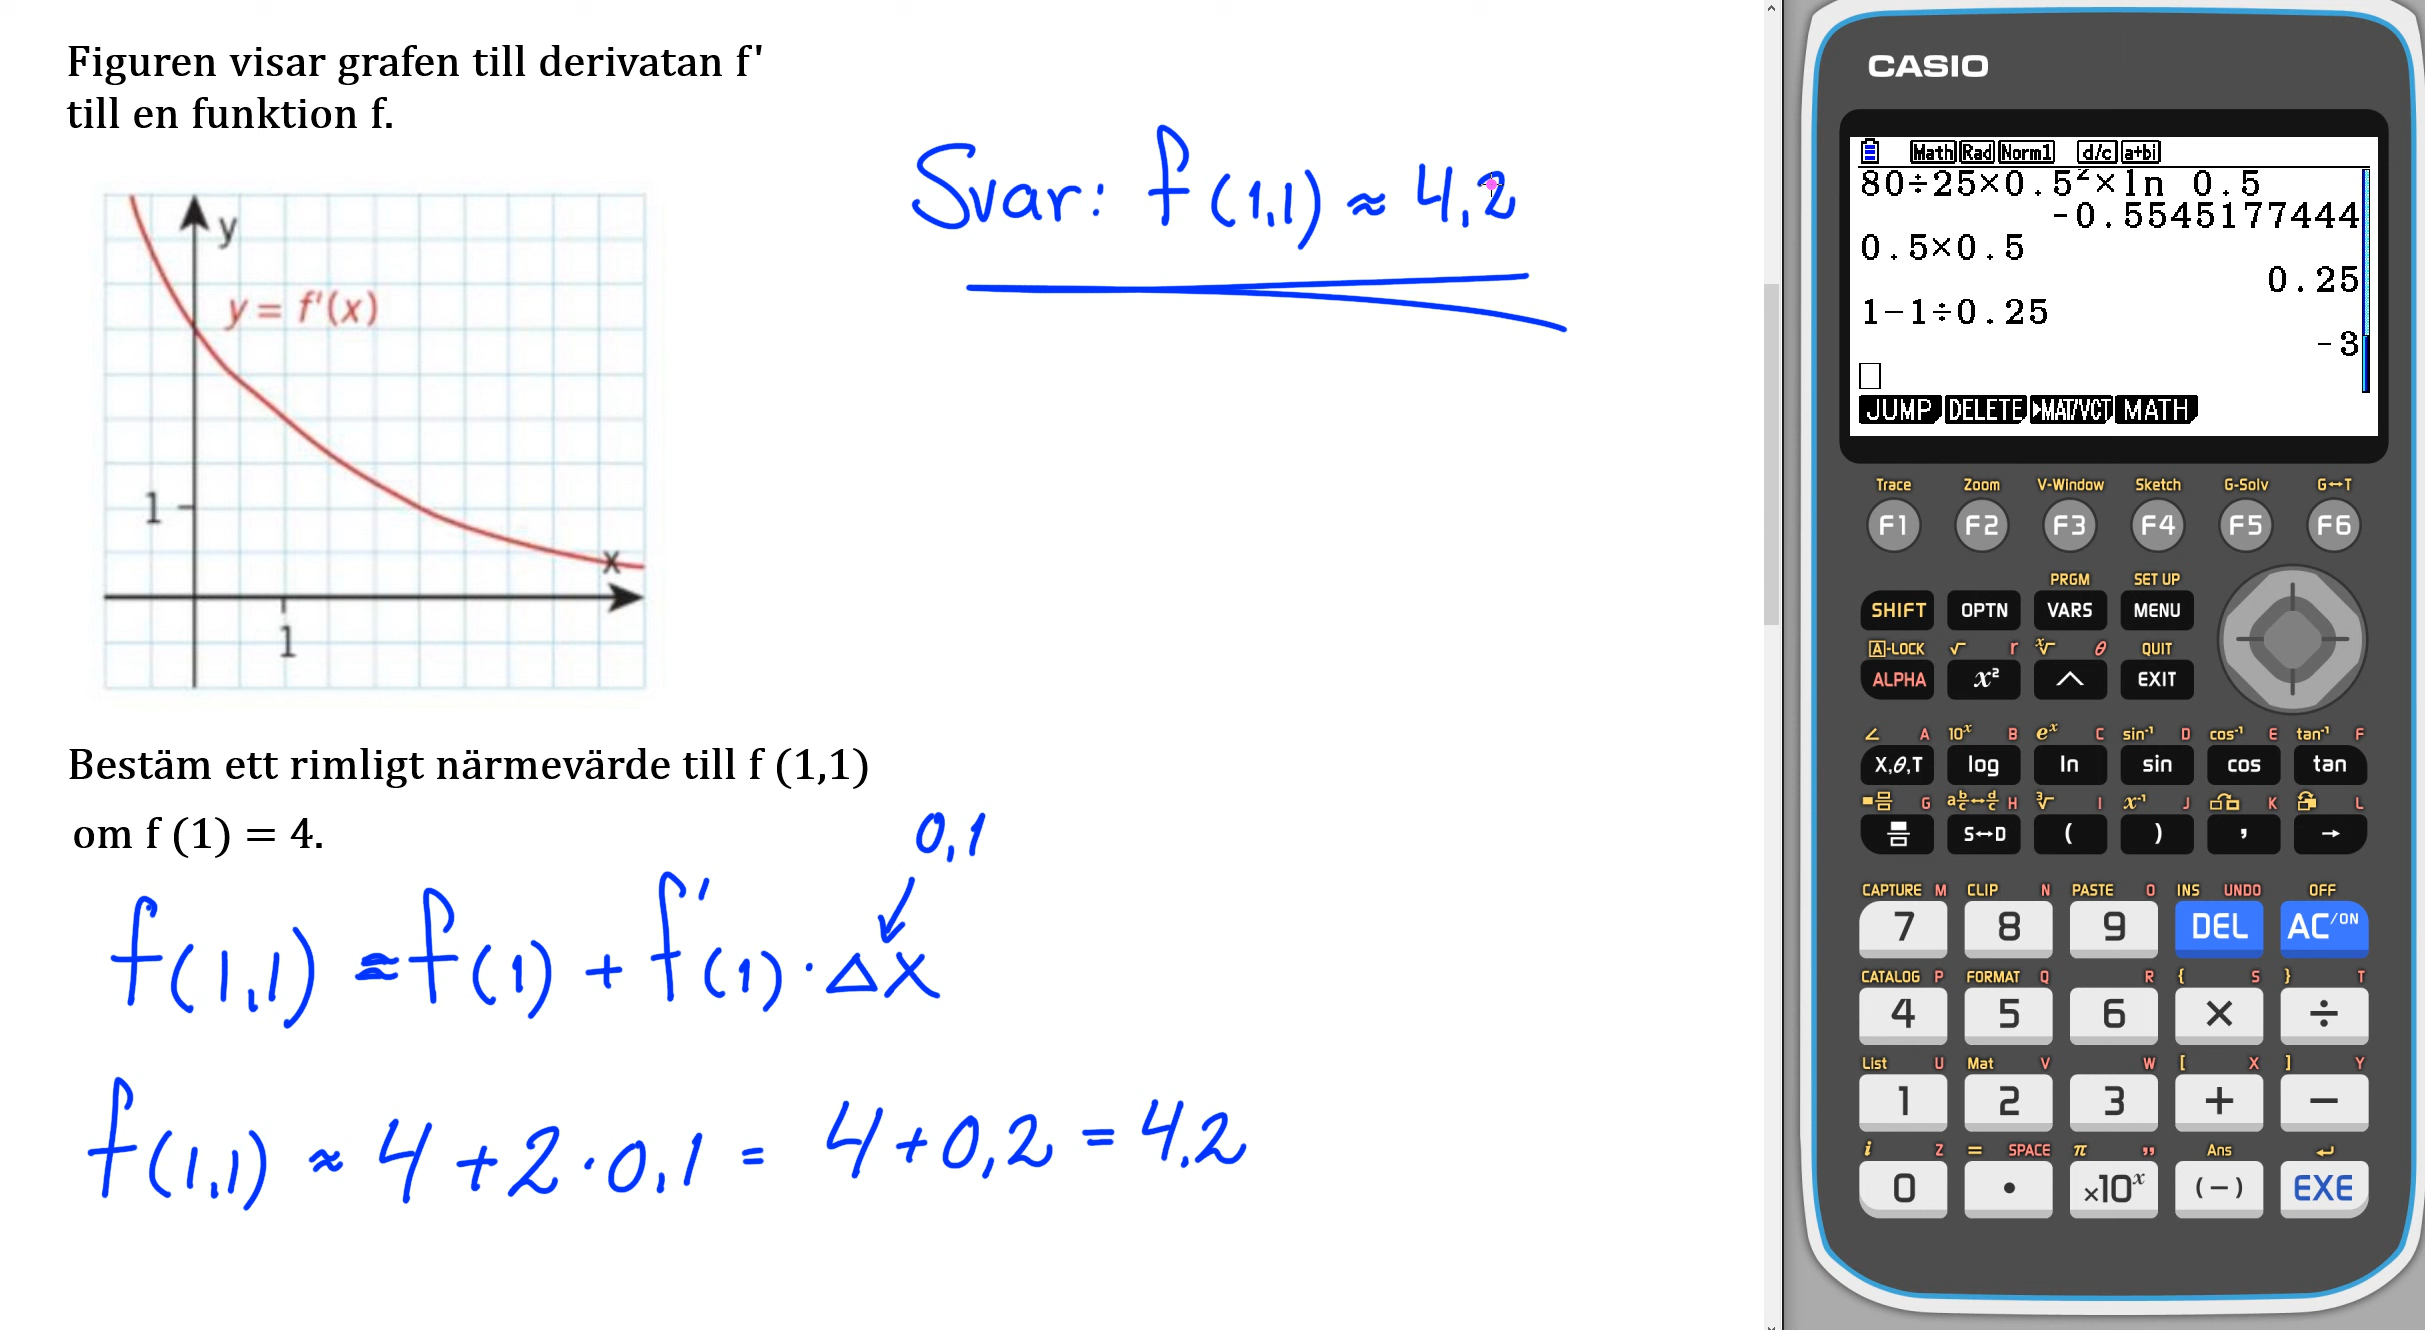 Figuren visar grafen till derivatan f'
till en funktion f.
y
y = f'(x)
1
x
1
Svar: f(1,1) ≈ 4,2
Bestäm ett rimligt närmevärde till f (1,1)
om f (1) = 4.
0,1
f(1,1) ≈ f(1) + f'(1) · Δx
f(1,1) ≈ 4 + 2 · 0,1 = 4 + 0,2 = 4,2
CASIO
Math Rad Norm1 d/c a+bi
80÷25×0.5²×ln 0.5
-0.5545177444
0.5×0.5
0.25
1-1÷0.25
-3
JUMP DELETE ▶MAT/VCT MATH
Trace Zoom V-Window Sketch G-Solv G↔T
F1 F2 F3 F4 F5 F6
PRGM SET UP
SHIFT OPTN VARS MENU
A-LOCK √ r ˣ√ θ QUIT
ALPHA x² ^ EXIT
∠ A 10ˣ B eˣ C sin⁻¹ D cos⁻¹ E tan⁻¹ F
X,θ,T log ln sin cos tan
G a b/c↔d/c H ³√ I x⁻¹ J K L
S↔D ( ) , →
CAPTURE M CLIP N PASTE O INS UNDO OFF
7 8 9 DEL AC/ON
CATALOG P FORMAT Q R { S } T
4 5 6 × ÷
List U Mat V W [ X ] Y
1 2 3 + −
i Z = SPACE π " Ans ↵
0 • ×10ˣ (−) EXE